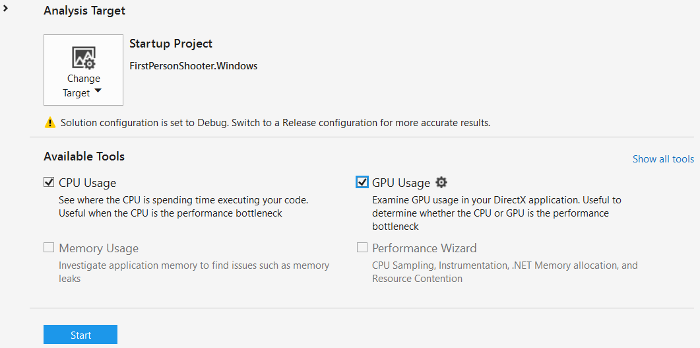 Analysis Target
Change
Target
Startup Project
FirstPersonShooter.Windows
Solution configuration is set to Debug. Switch to a Release configuration for more accurate results.
Available Tools
Show all tools
CPU Usage
See where the CPU is spending time executing your code.
Useful when the CPU is the performance bottleneck
GPU Usage
Examine GPU usage in your DirectX application. Useful to
determine whether the CPU or GPU is the performance
bottleneck
Memory Usage
Investigate application memory to find issues such as memory
leaks
Performance Wizard
CPU Sampling, Instrumentation, .NET Memory allocation, and
Resource Contention
Start